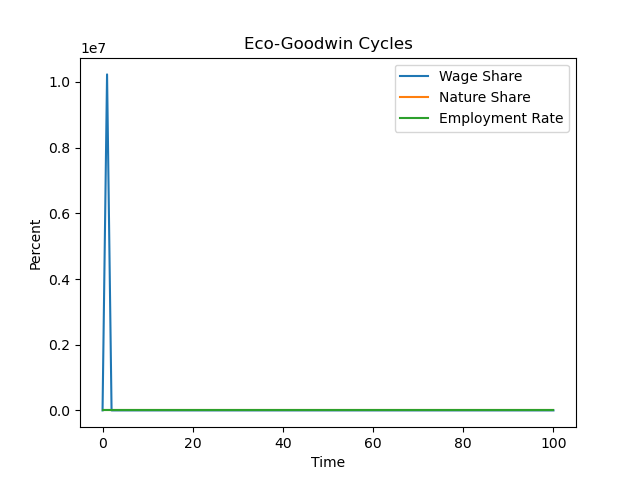 Eco-Goodwin Cycles
1e7
Wage Share
Nature Share
Employment Rate
1.0
0.8
0.6
0.4
0.2
0.0
Percent
0 20 40 60 80 100
Time